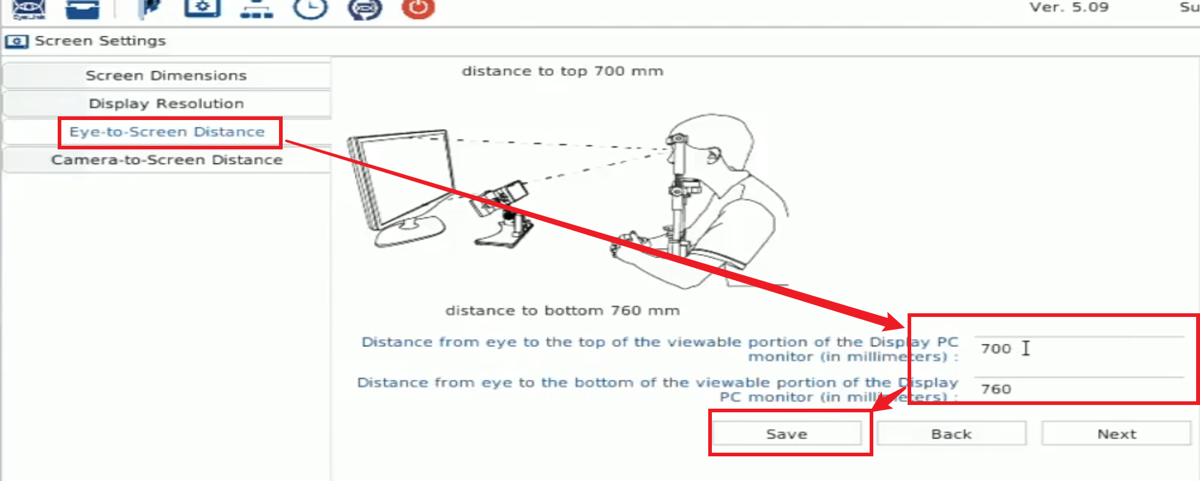 Ver. 5.09
Su
Screen Settings
Screen Dimensions
Display Resolution
Eye-to-Screen Distance
Camera-to-Screen Distance
distance to top 700 mm
distance to bottom 760 mm
Distance from eye to the top of the viewable portion of the Display PC
monitor (in millimeters) :
700
Distance from eye to the bottom of the viewable portion of the Display
PC monitor (in millimeters) :
760
Save
Back
Next